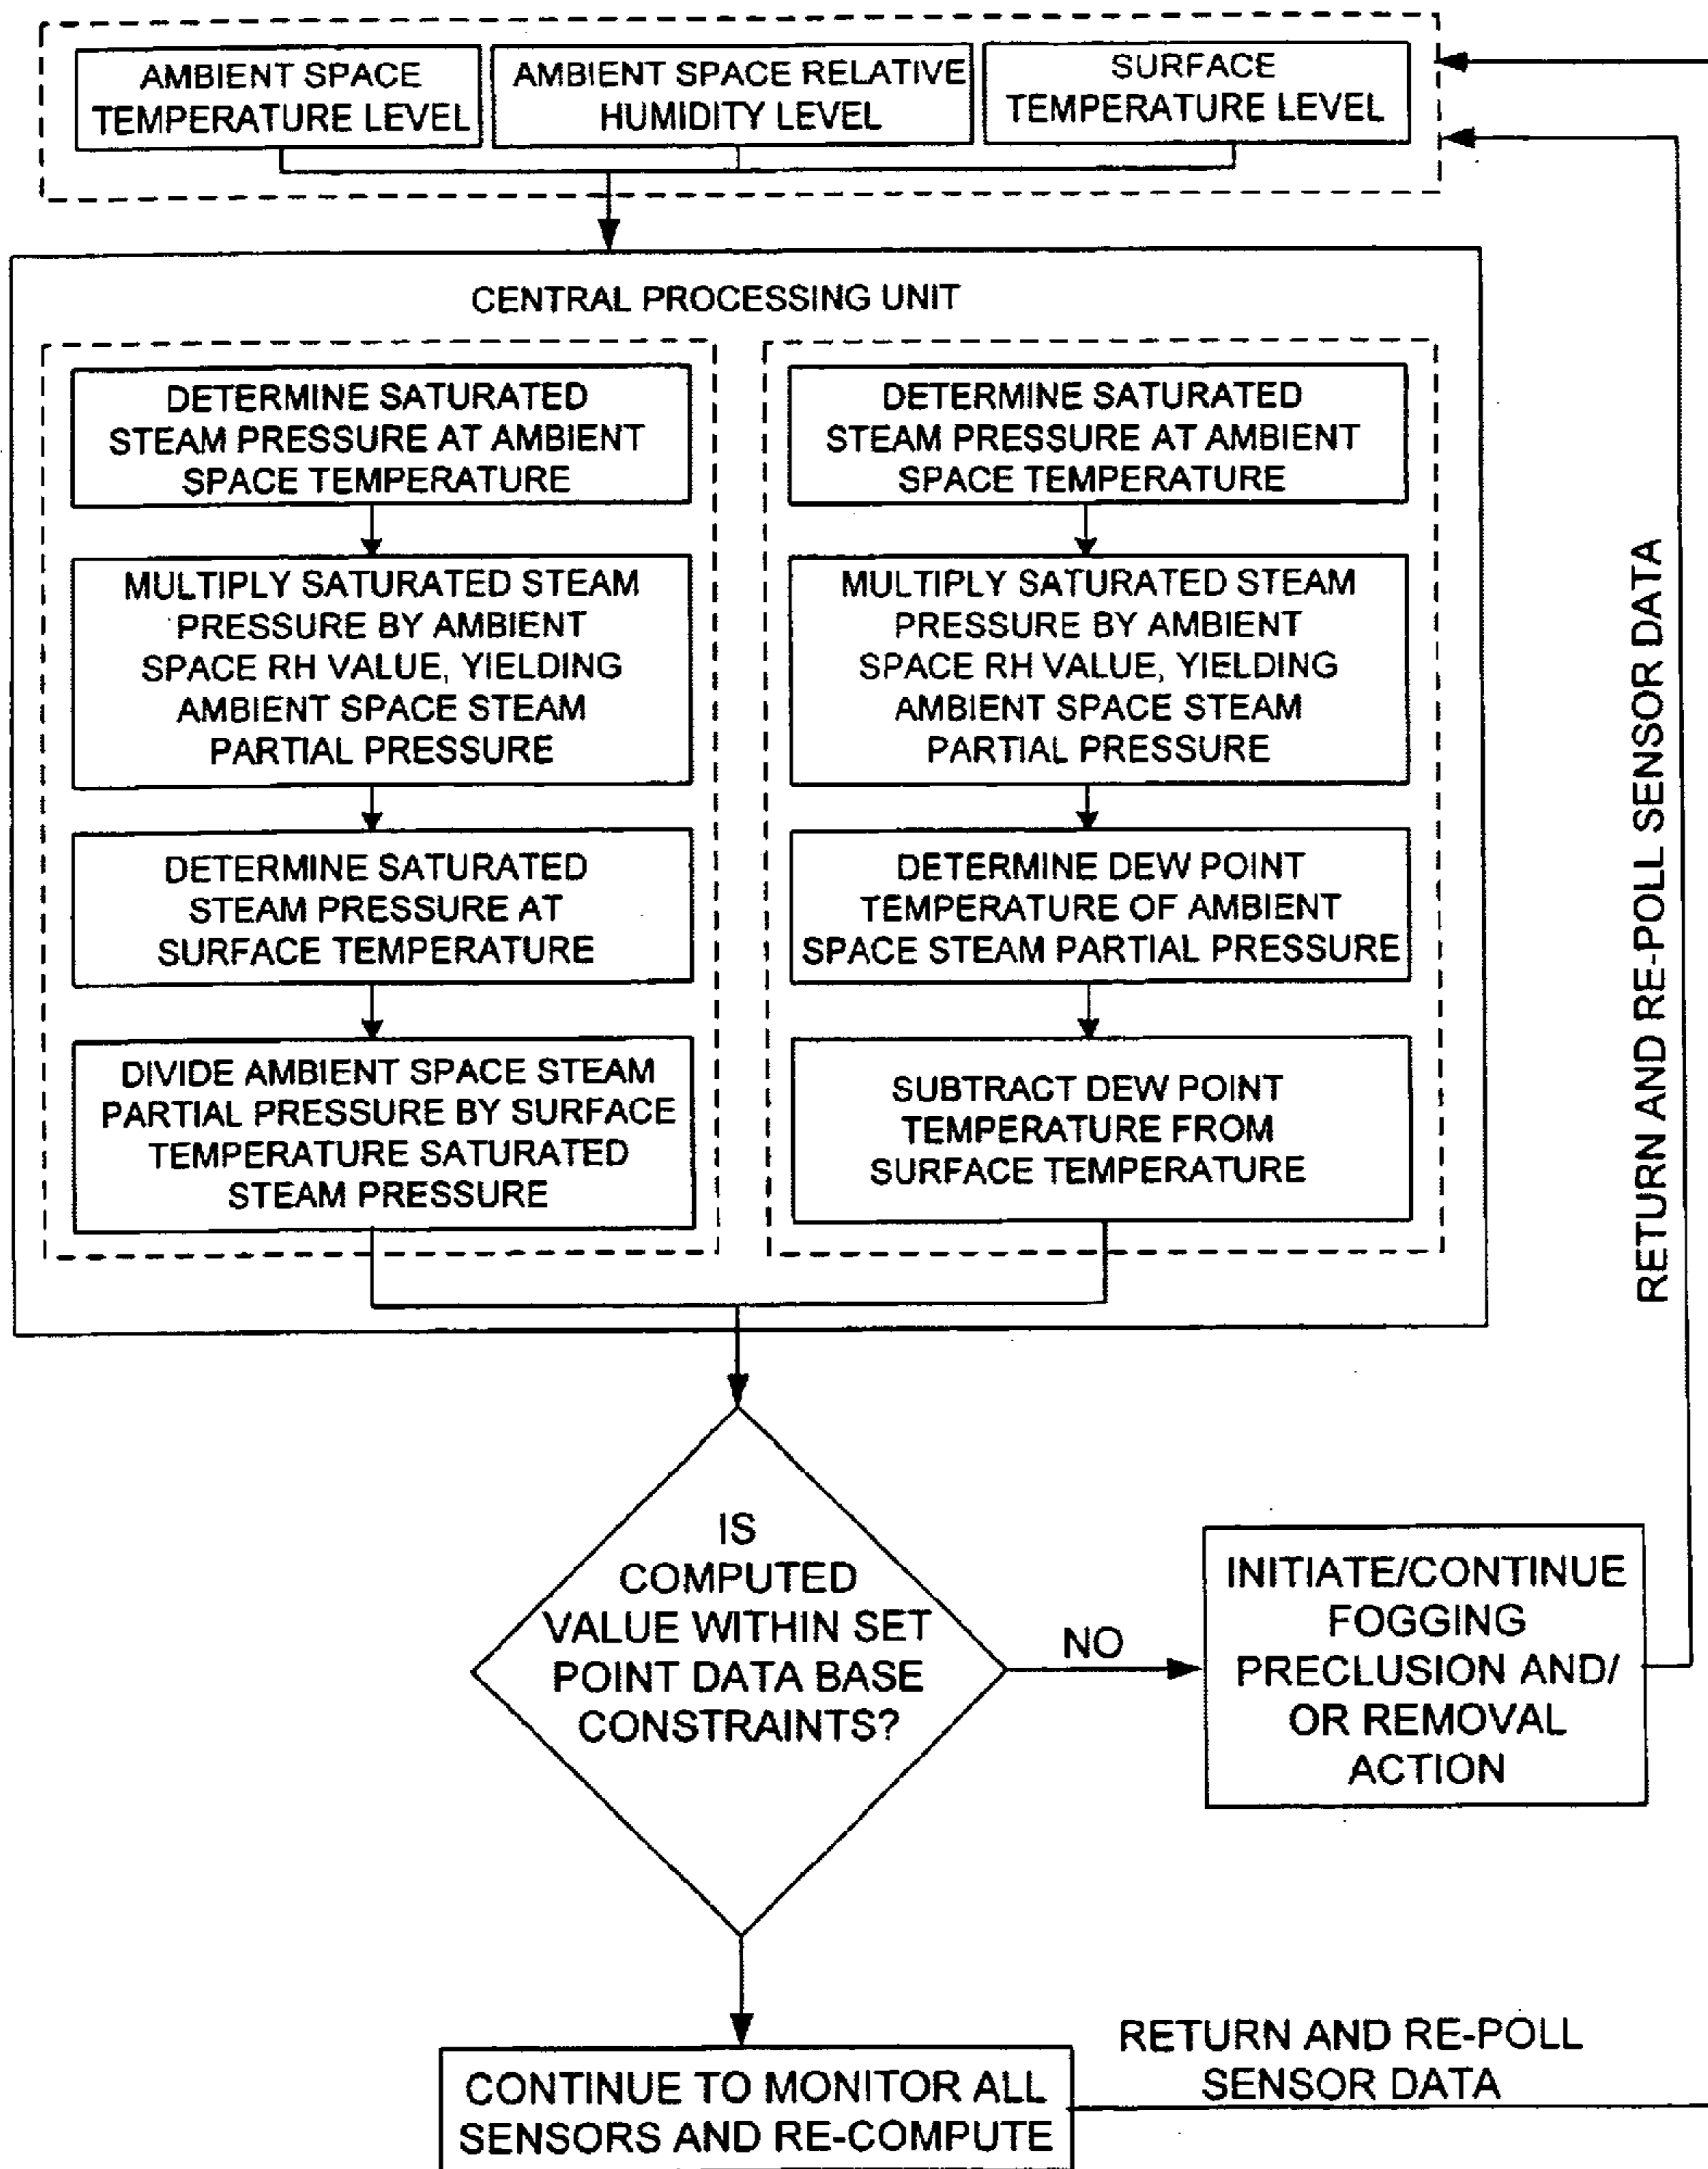 AMBIENT SPACE
TEMPERATURE LEVEL
AMBIENT SPACE RELATIVE
HUMIDITY LEVEL
SURFACE
TEMPERATURE LEVEL
CENTRAL PROCESSING UNIT
DETERMINE SATURATED
STEAM PRESSURE AT AMBIENT
SPACE TEMPERATURE
MULTIPLY SATURATED STEAM
PRESSURE BY AMBIENT
SPACE RH VALUE, YIELDING
AMBIENT SPACE STEAM
PARTIAL PRESSURE
DETERMINE SATURATED
STEAM PRESSURE AT
SURFACE TEMPERATURE
DIVIDE AMBIENT SPACE STEAM
PARTIAL PRESSURE BY SURFACE
TEMPERATURE SATURATED
STEAM PRESSURE
DETERMINE SATURATED
STEAM PRESSURE AT AMBIENT
SPACE TEMPERATURE
MULTIPLY SATURATED STEAM
PRESSURE BY AMBIENT
SPACE RH VALUE, YIELDING
AMBIENT SPACE STEAM
PARTIAL PRESSURE
DETERMINE DEW POINT
TEMPERATURE OF AMBIENT
SPACE STEAM PARTIAL PRESSURE
SUBTRACT DEW POINT
TEMPERATURE FROM
SURFACE TEMPERATURE
RETURN AND RE-POLL SENSOR DATA
IS
COMPUTED
VALUE WITHIN SET
POINT DATA BASE
CONSTRAINTS?
NO
INITIATE/CONTINUE
FOGGING
PRECLUSION AND/
OR REMOVAL
ACTION
CONTINUE TO MONITOR ALL
SENSORS AND RE-COMPUTE
RETURN AND RE-POLL
SENSOR DATA